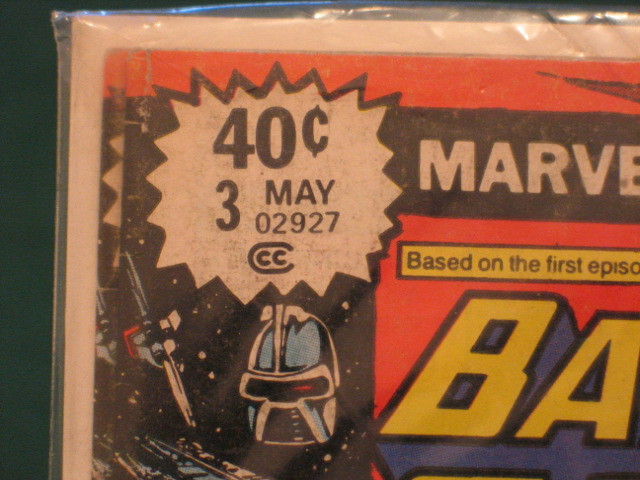 40¢
3 MAY
02927
CC
MARVE
Based on the first episo
BA